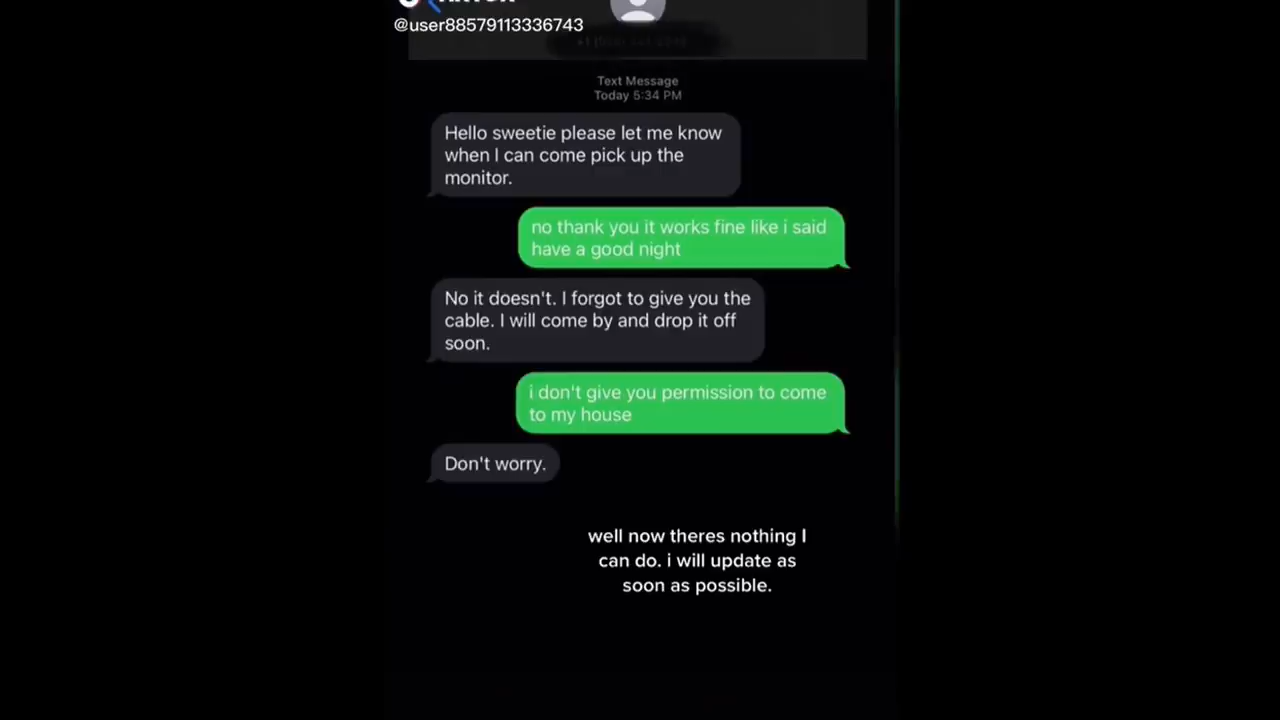 @user88579113336743
Text Message
Today 5:34 PM
Hello sweetie please let me know
when I can come pick up the
monitor.
no thank you it works fine like i said
have a good night
No it doesn't. I forgot to give you the
cable. I will come by and drop it off
soon.
i don't give you permission to come
to my house
Don't worry.
well now theres nothing I
can do. i will update as
soon as possible.